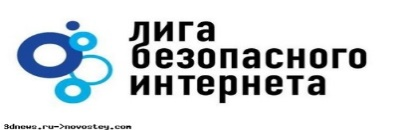 лига
безопасного
интернета
3dnews.ru->novostey.com